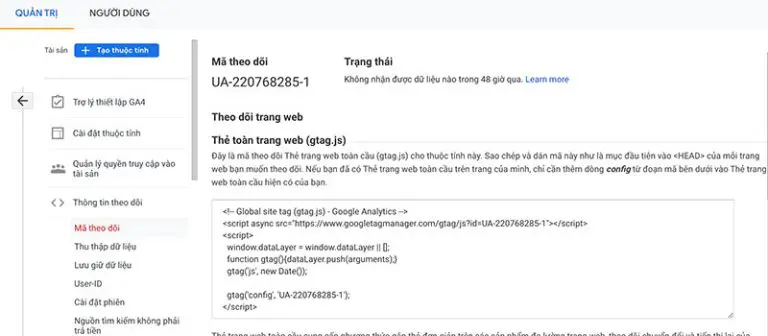 QUẢN TRỊ
NGƯỜI DÙNG
Tài sản
+ Tạo thuộc tính
Trợ lý thiết lập GA4
Cài đặt thuộc tính
Quản lý quyền truy cập vào
tài sản
<> Thông tin theo dõi
Mã theo dõi
Thu thập dữ liệu
Lưu giữ dữ liệu
User-ID
Cài đặt phiên
Nguồn tìm kiếm không phải
trả tiền
Mã theo dõi
UA-220768285-1
Trạng thái
Không nhận được dữ liệu nào trong 48 giờ qua. Learn more
Theo dõi trang web
Thẻ toàn trang web (gtag.js)
Đây là mã theo dõi Thẻ trang web toàn cầu (gtag.js) cho thuộc tính này. Sao chép và dán mã này như là mục đầu tiên vào <HEAD> của mỗi trang
web bạn muốn theo dõi. Nếu bạn đã có Thẻ trang web toàn cầu trên trang của mình, chỉ cần thêm dòng config từ đoạn mã bên dưới vào Thẻ trang
web toàn cầu hiện có của bạn.
<!-- Global site tag (gtag.js) - Google Analytics -->
<script async src="https://www.googletagmanager.com/gtag/js?id=UA-220768285-1"></script>
<script>
window.dataLayer = window.dataLayer || [];
function gtag(){dataLayer.push(arguments);}
gtag('js', new Date());
gtag('config', 'UA-220768285-1');
</script>